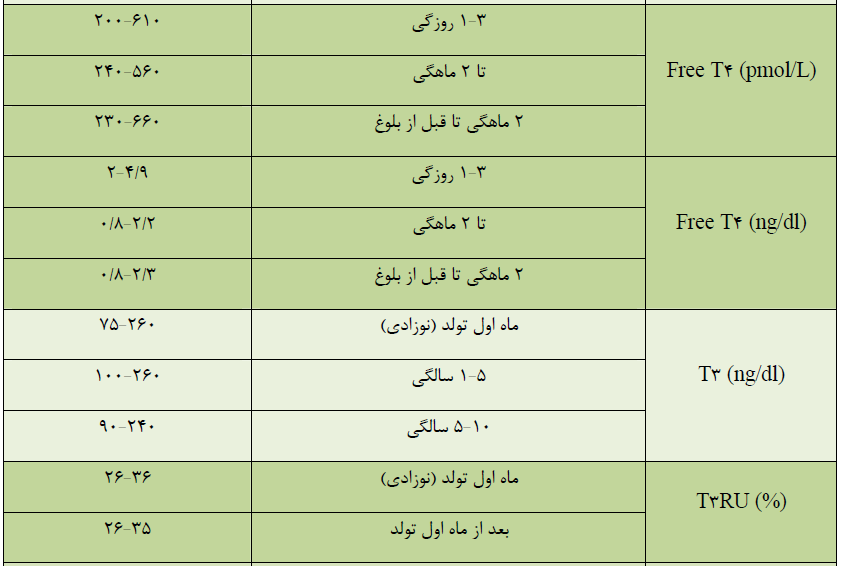 Free T۴ (pmol/L)
۱-۳ روزگی
۲۰۰-۶۱۰
تا ۲ ماهگی
۲۴۰-۵۶۰
۲ ماهگی تا قبل از بلوغ
۲۳۰-۶۶۰
Free T۴ (ng/dl)
۱-۳ روزگی
۲-۴/۹
تا ۲ ماهگی
۰/۸-۲/۲
۲ ماهگی تا قبل از بلوغ
۰/۸-۲/۳
T۳ (ng/dl)
ماه اول تولد (نوزادی)
۷۵-۲۶۰
۱-۵ سالگی
۱۰۰-۲۶۰
۵-۱۰ سالگی
۹۰-۲۴۰
T۳RU (%)
ماه اول تولد (نوزادی)
۲۶-۳۶
بعد از ماه اول تولد
۲۶-۳۵